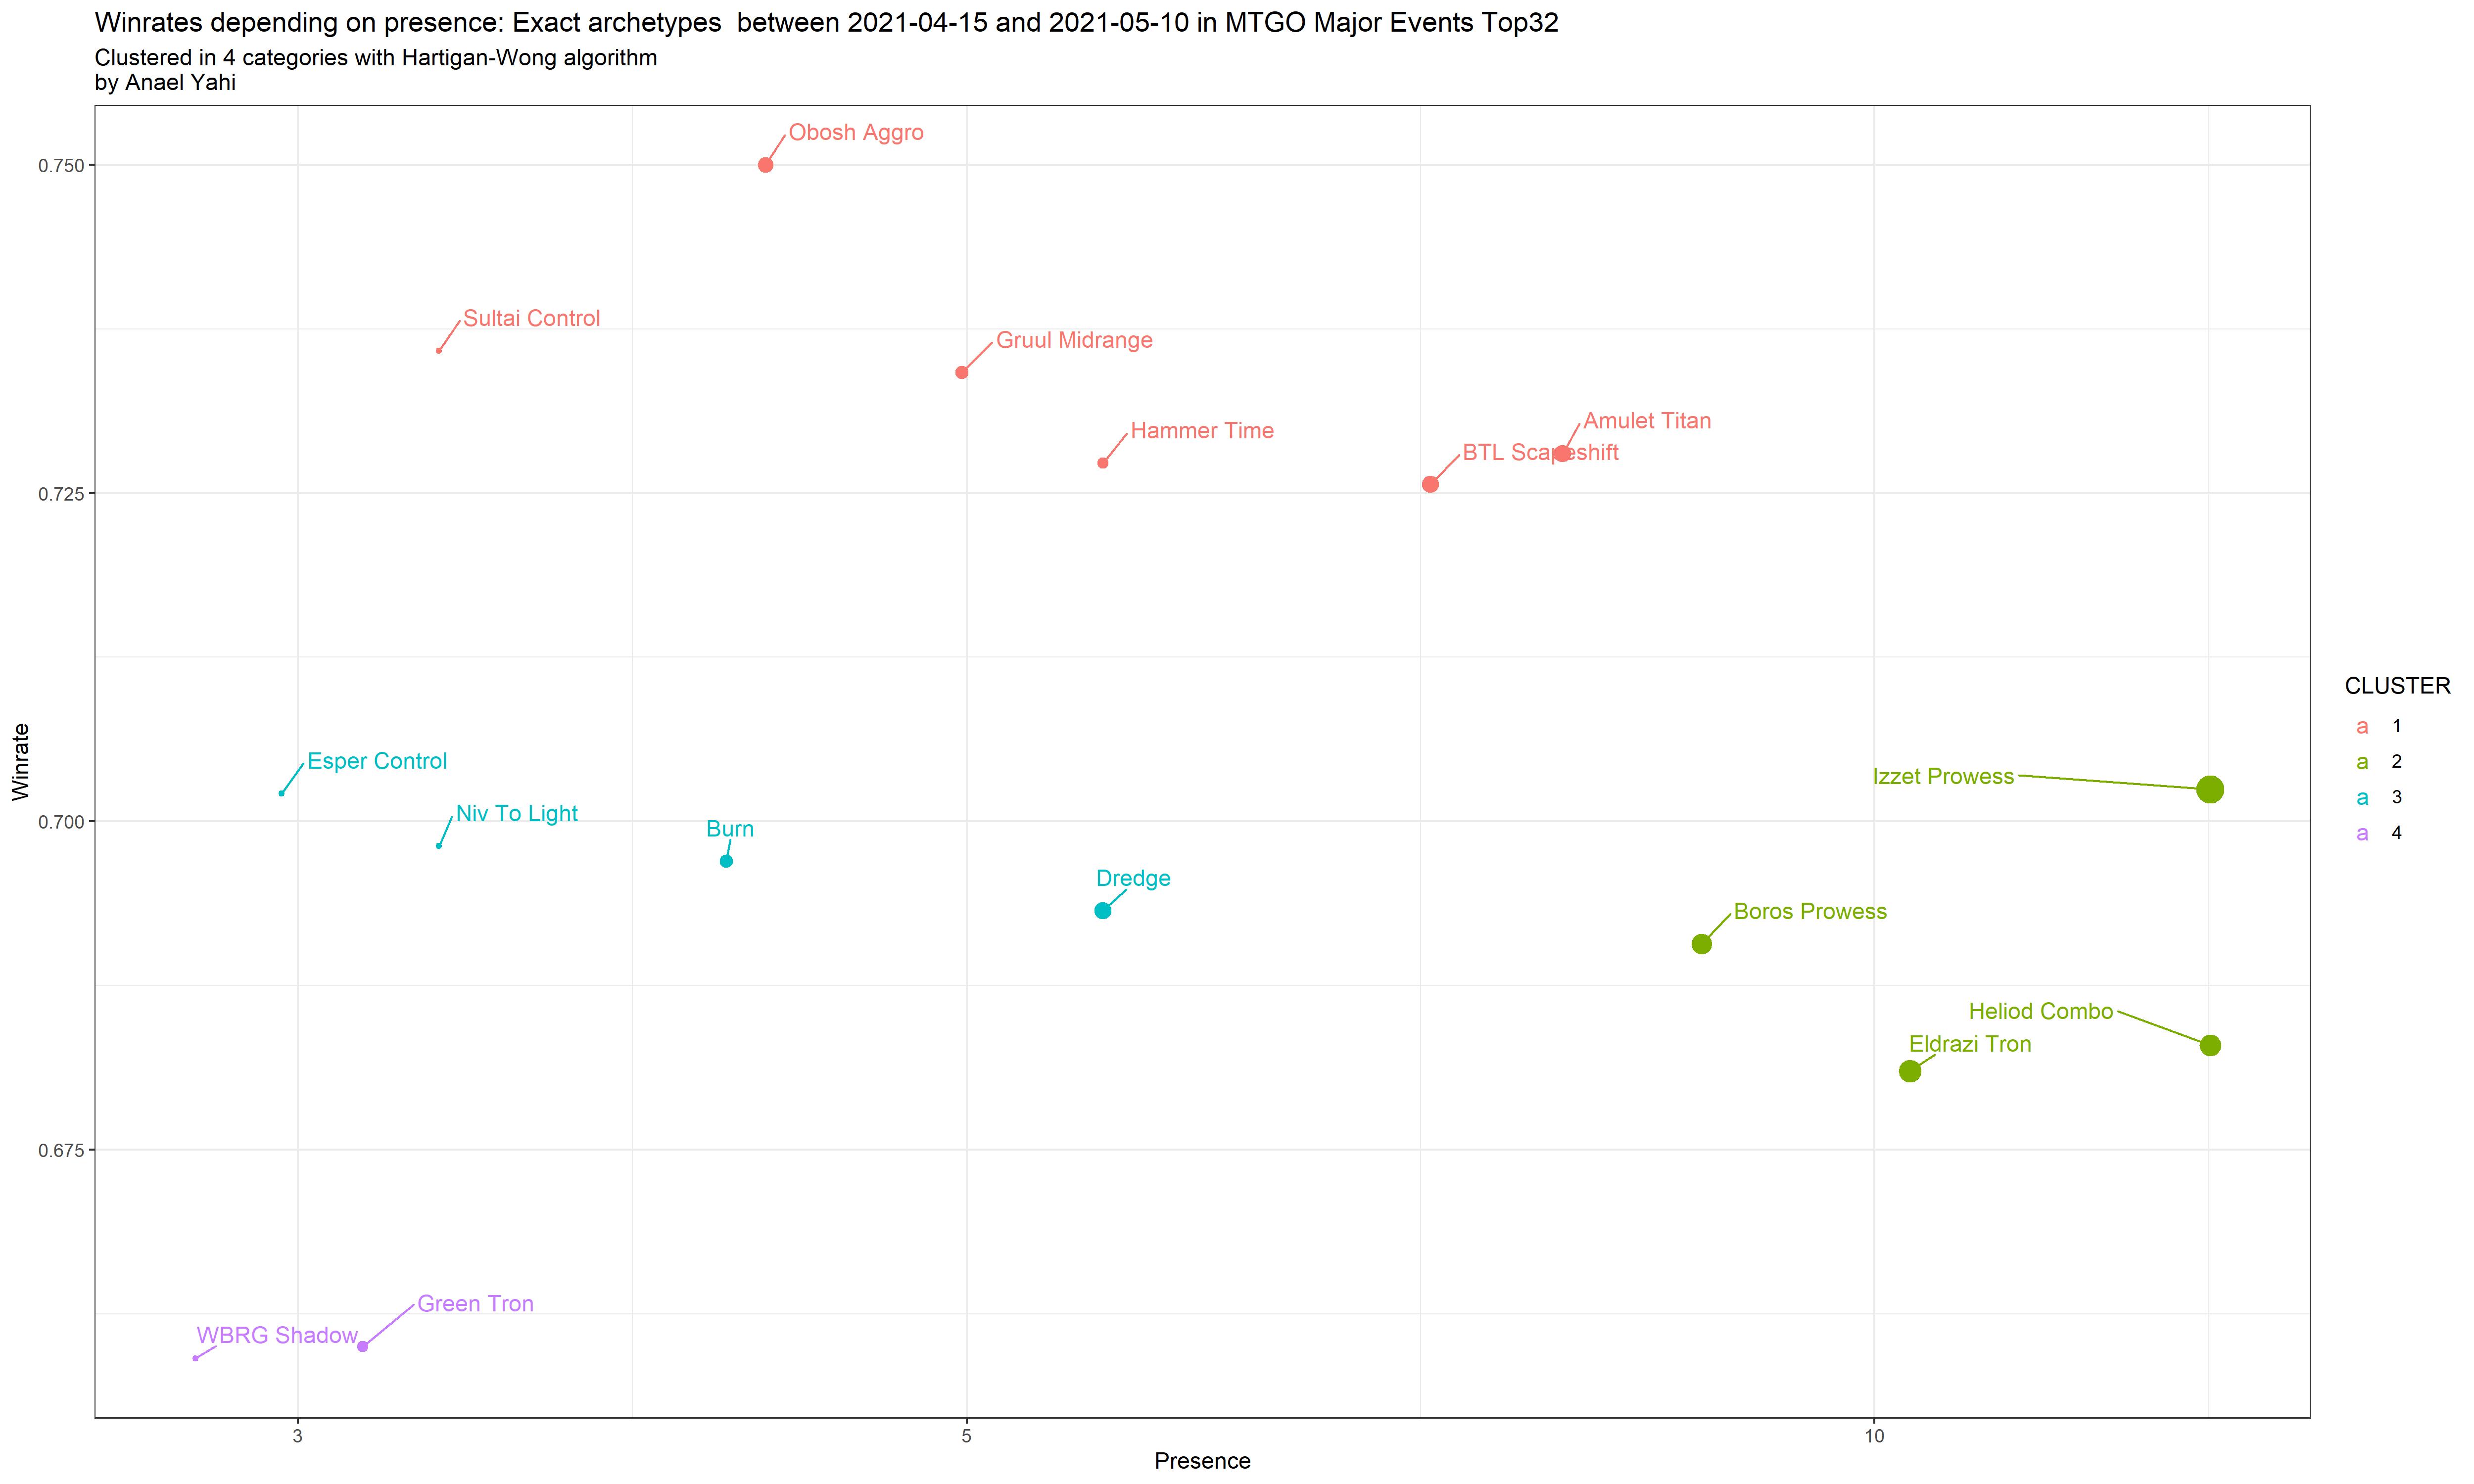 Winrates depending on presence: Exact archetypes  between 2021-04-15 and 2021-05-10 in MTGO Major Events Top32
Clustered in 4 categories with Hartigan-Wong algorithm
by Anael Yahi
Obosh Aggro
0.750
Sultai Control
Gruul Midrange
Amulet Titan
Hammer Time
BTL Scapeshift
0.725
CLUSTER
a 1
a 2
a 3
a 4
Winrate
Esper Control
Izzet Prowess
Niv To Light
0.700
Burn
Dredge
Boros Prowess
Heliod Combo
Eldrazi Tron
0.675
Green Tron
WBRG Shadow
3
5
10
Presence